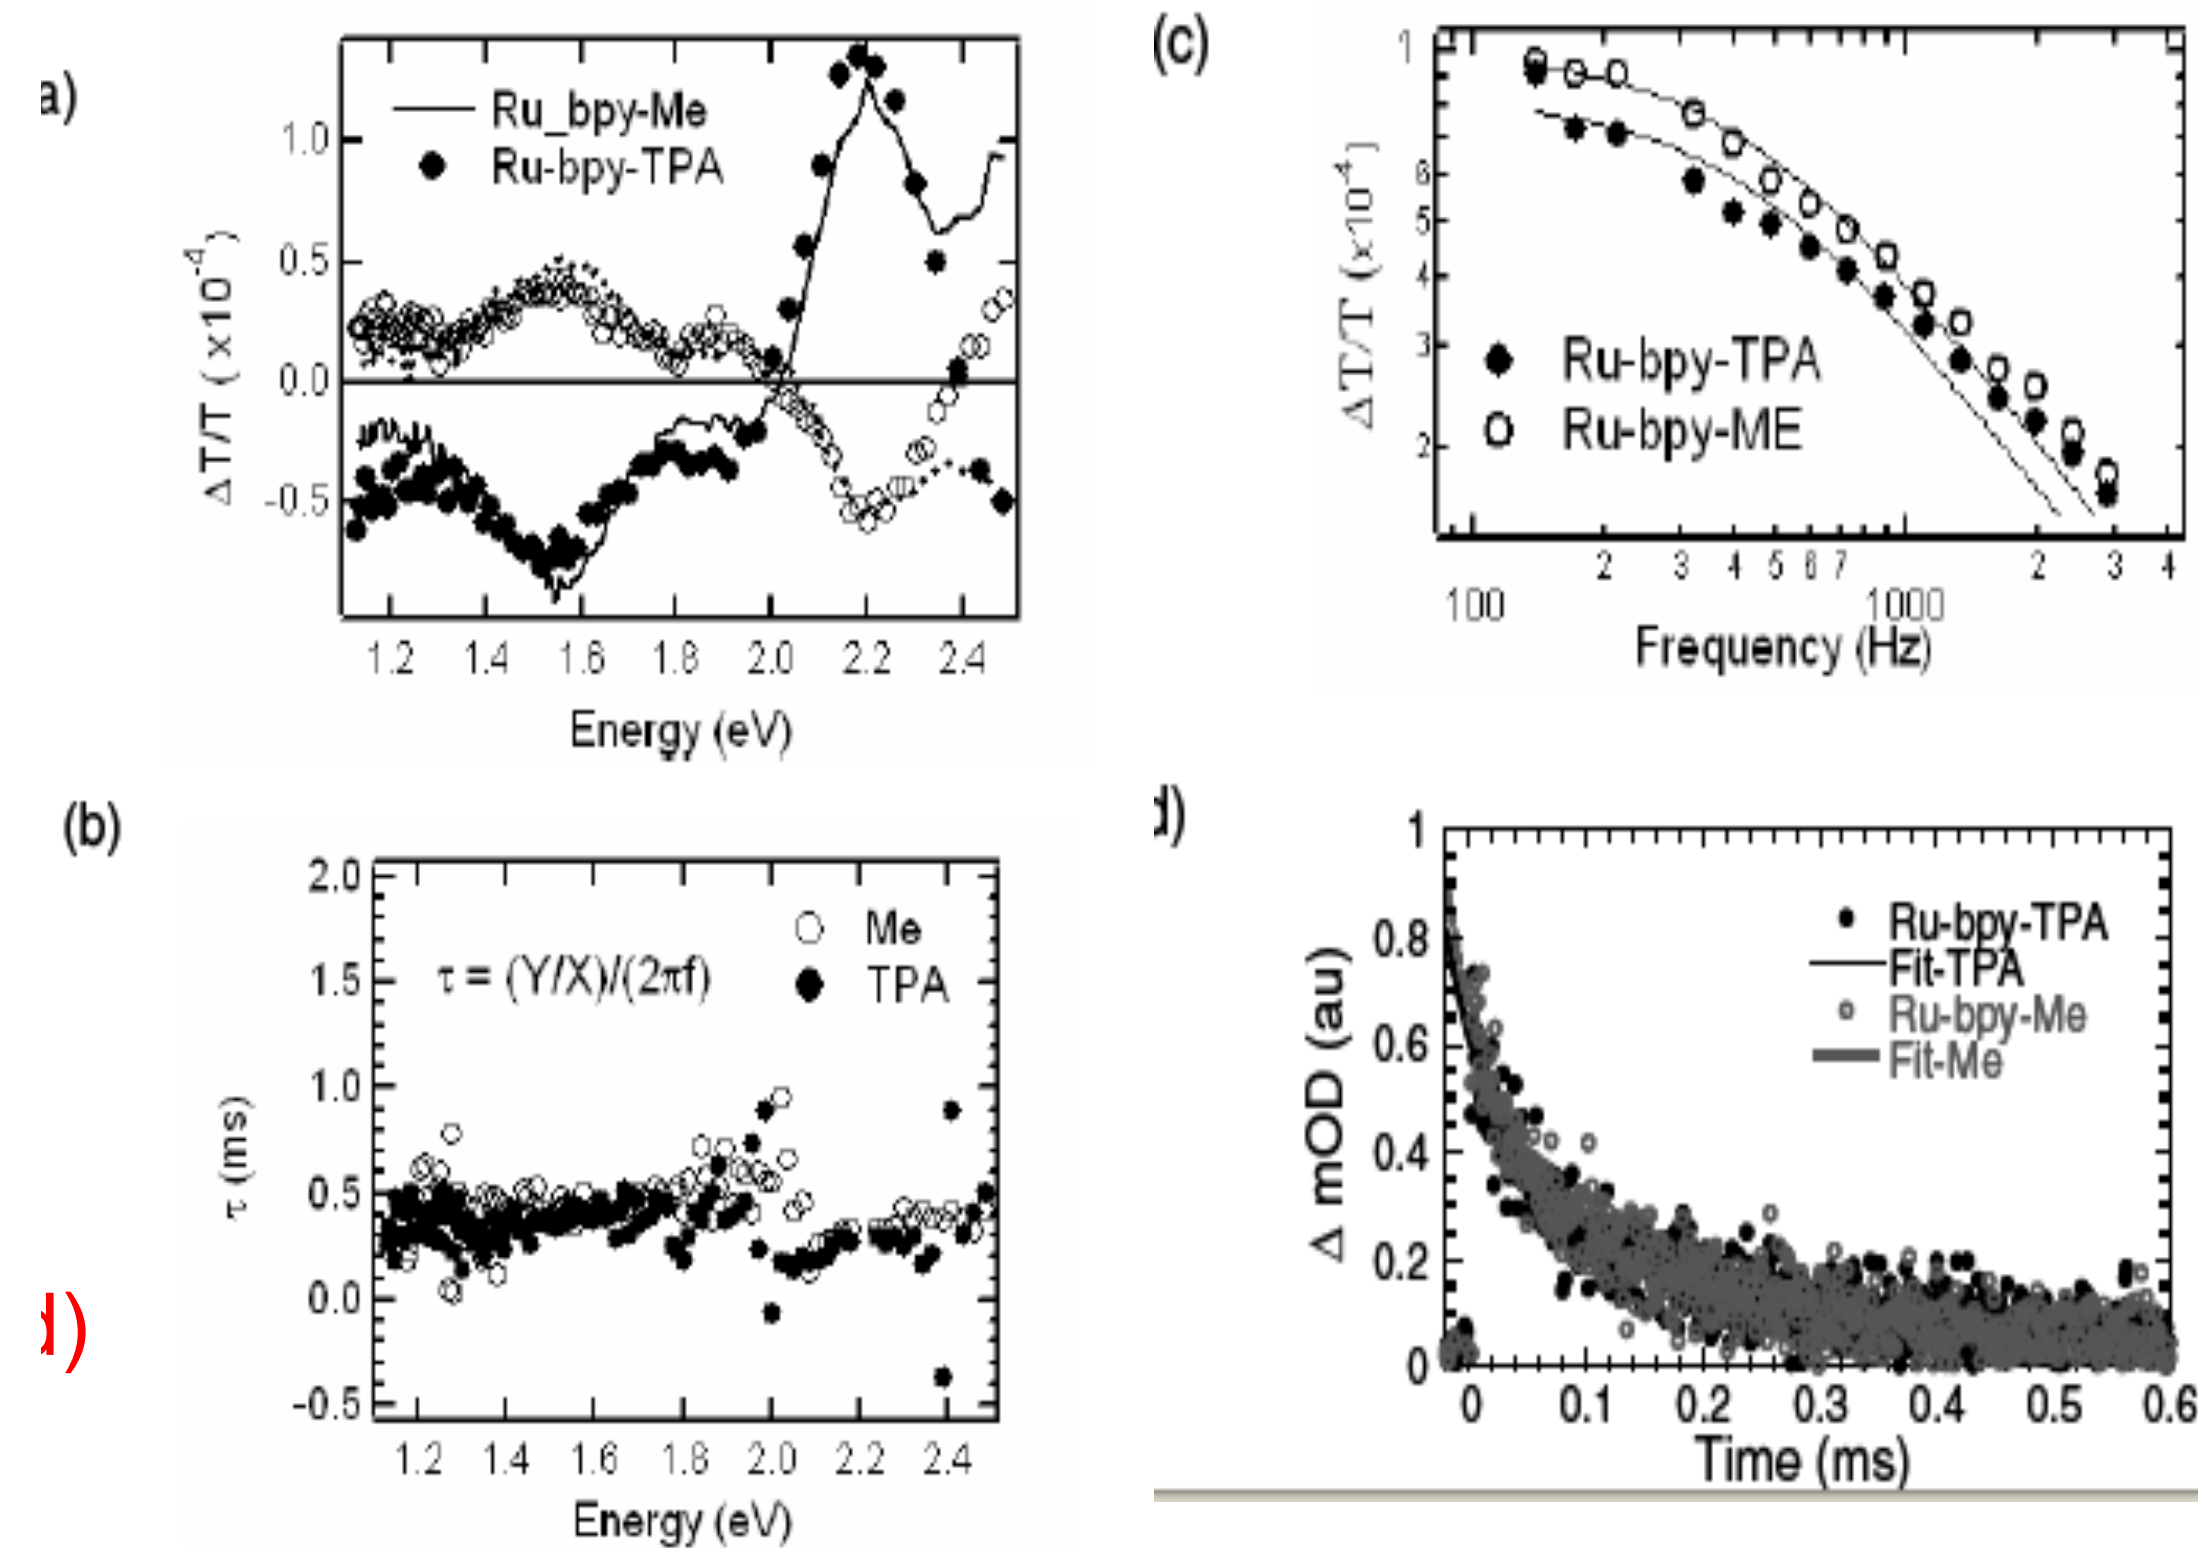 a)
Ru_bpy-Me
Ru-bpy-TPA
1.0
0.5
0.0
-0.5
ΔT/T (x10⁻⁴)
1.2 1.4 1.6 1.8 2.0 2.2 2.4
Energy (eV)
(b)
2.0
1.5
1.0
0.5
0.0
-0.5
τ (ms)
Me
TPA
τ = (Y/X)/(2πf)
1.2 1.4 1.6 1.8 2.0 2.2 2.4
Energy (eV)
d)
(c)
1
6
5
4
3
2
ΔT/T (x10⁻⁴)
Ru-bpy-TPA
Ru-bpy-ME
2 3 4 5 6 7 2 3 4
100 1000
Frequency (Hz)
d)
1
0.8
0.6
0.4
0.2
0
Δ mOD (au)
Ru-bpy-TPA
Fit-TPA
Ru-bpy-Me
Fit-Me
0 0.1 0.2 0.3 0.4 0.5 0.6
Time (ms)